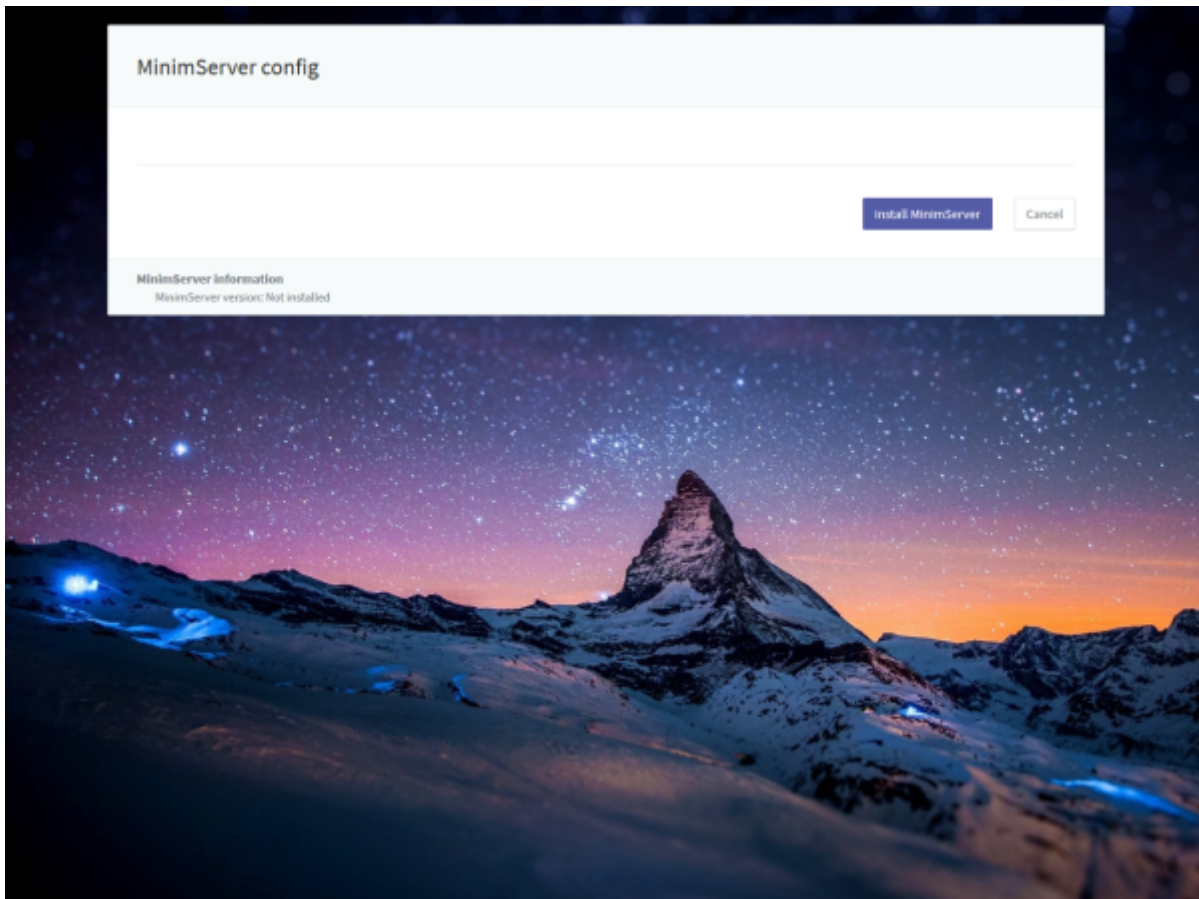 MinimServer config
Install MinimServer
Cancel
MinimServer information
MinimServer version: Not installed